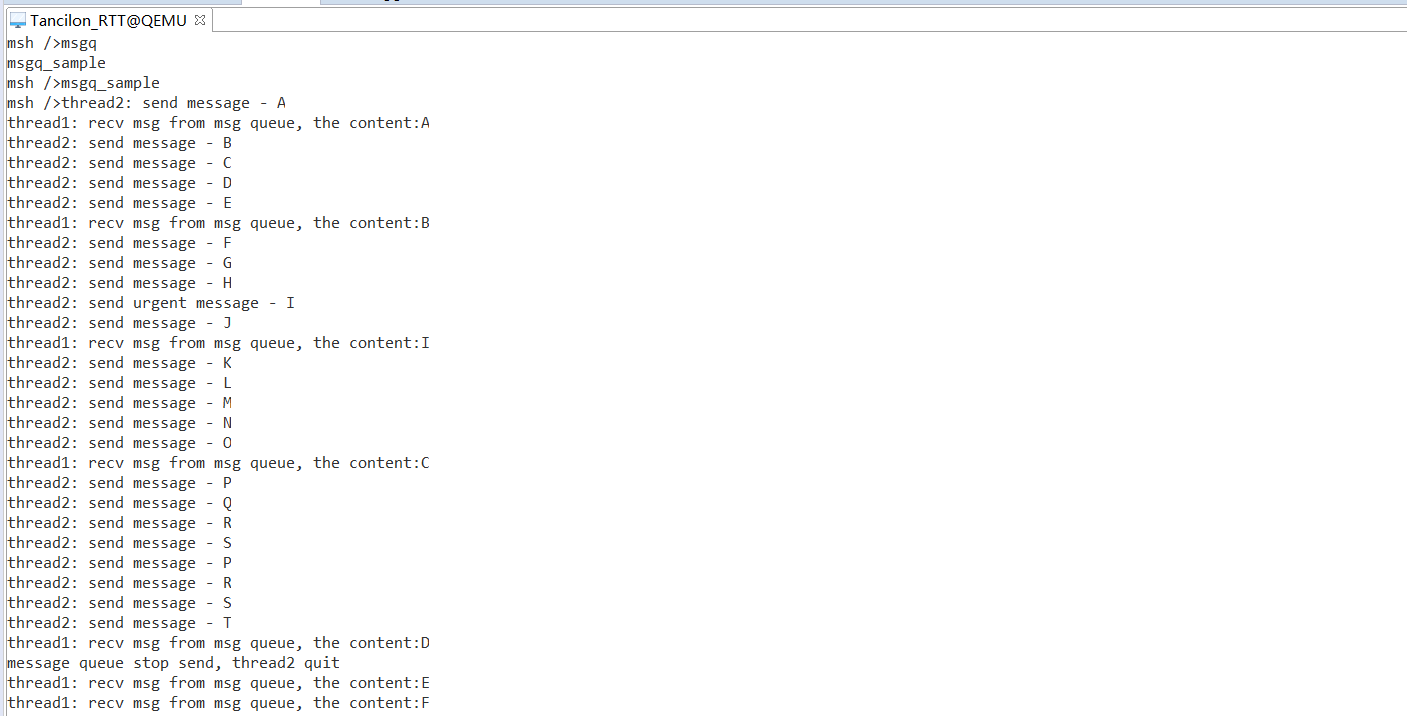 Tancilon_RTT@QEMU
msh />msgq
msgq_sample
msh />msgq_sample
msh />thread2: send message - A
thread1: recv msg from msg queue, the content:A
thread2: send message - B
thread2: send message - C
thread2: send message - D
thread2: send message - E
thread1: recv msg from msg queue, the content:B
thread2: send message - F
thread2: send message - G
thread2: send message - H
thread2: send urgent message - I
thread2: send message - J
thread1: recv msg from msg queue, the content:I
thread2: send message - K
thread2: send message - L
thread2: send message - M
thread2: send message - N
thread2: send message - O
thread1: recv msg from msg queue, the content:C
thread2: send message - P
thread2: send message - Q
thread2: send message - R
thread2: send message - S
thread2: send message - P
thread2: send message - R
thread2: send message - S
thread2: send message - T
thread1: recv msg from msg queue, the content:D
message queue stop send, thread2 quit
thread1: recv msg from msg queue, the content:E
thread1: recv msg from msg queue, the content:F